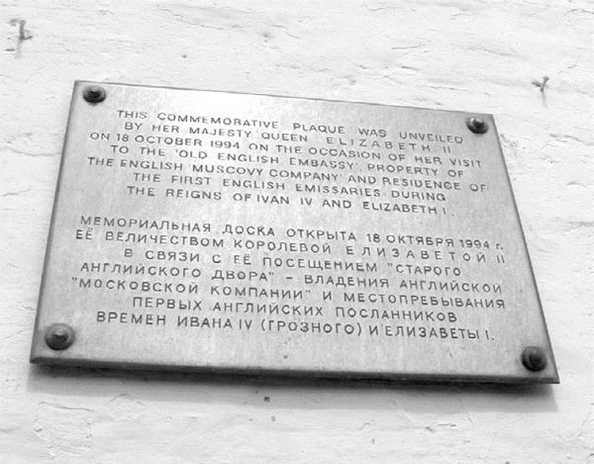 THIS COMMEMORATIVE PLAQUE WAS UNVEILED
BY HER MAJESTY QUEEN ELIZABETH II
ON 18 OCTOBER 1994 ON THE OCCASION OF HER VISIT
TO THE 'OLD ENGLISH EMBASSY,' PROPERTY OF
THE ENGLISH 'MUSCOVY COMPANY' AND RESIDENCE OF
THE FIRST ENGLISH EMISSARIES DURING
THE REIGNS OF IVAN IV AND ELIZABETH I.
МЕМОРИАЛЬНАЯ ДОСКА ОТКРЫТА 18 ОКТЯБРЯ 1994 г.
ЕЁ ВЕЛИЧЕСТВОМ КОРОЛЕВОЙ ЕЛИЗАВЕТОЙ II
В СВЯЗИ С ЕЁ ПОСЕЩЕНИЕМ "СТАРОГО
АНГЛИЙСКОГО ДВОРА" – ВЛАДЕНИЯ АНГЛИЙСКОЙ
"МОСКОВСКОЙ КОМПАНИИ" И МЕСТОПРЕБЫВАНИЯ
ПЕРВЫХ АНГЛИЙСКИХ ПОСЛАННИКОВ
ВРЕМЕН ИВАНА IV (ГРОЗНОГО) И ЕЛИЗАВЕТЫ I.